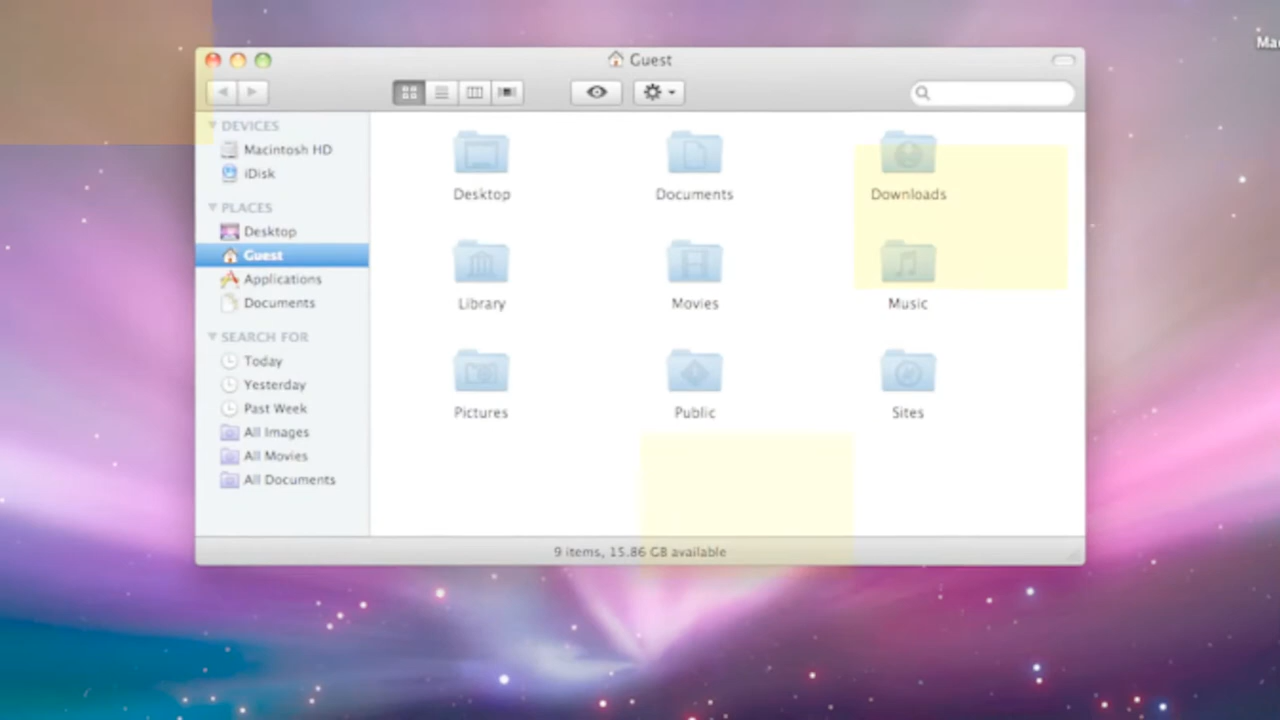 Guest
DEVICES
Macintosh HD
iDisk
PLACES
Desktop
Guest
Applications
Documents
SEARCH FOR
Today
Yesterday
Past Week
All Images
All Movies
All Documents
Desktop Documents Downloads
Library Movies Music
Pictures Public Sites
9 items, 15.86 GB available